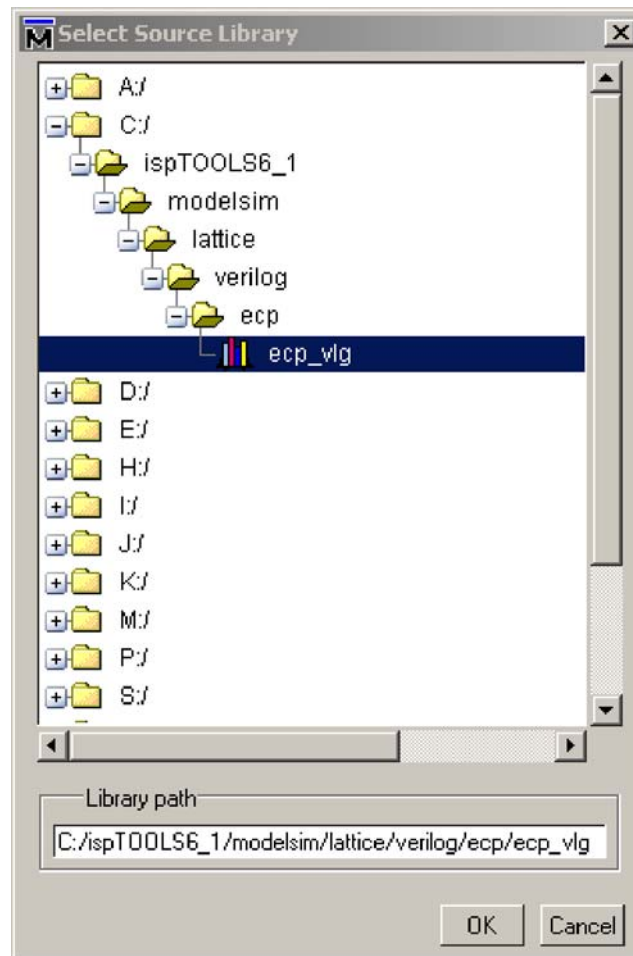 Select Source Library
A:/
C:/
ispTOOLS6_1
modelsim
lattice
verilog
ecp
ecp_vlg
D:/
E:/
H:/
I:/
J:/
K:/
M:/
P:/
S:/
Library path
C:/ispTOOLS6_1/modelsim/lattice/verilog/ecp/ecp_vlg
OK Cancel